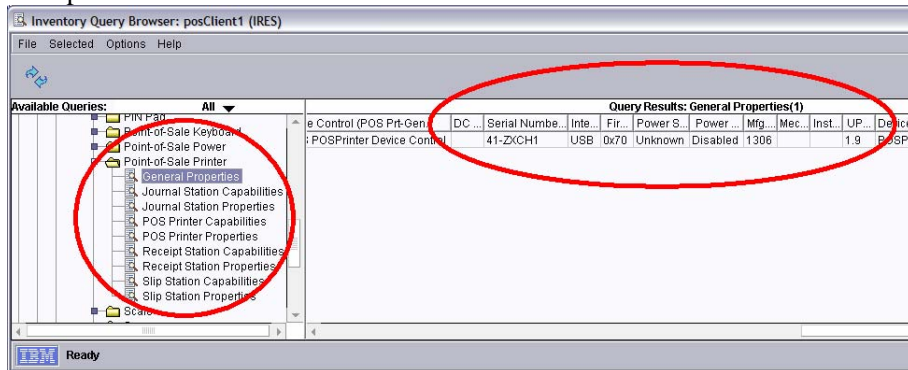 Inventory Query Browser: posClient1 (IRES)
File Selected Options Help
Available Queries: All
Query Results: General Properties(1)
PIN Pad
Point-of-Sale Keyboard
Point-of-Sale Power
Point-of-Sale Printer
General Properties
Journal Station Capabilities
Journal Station Properties
POS Printer Capabilities
POS Printer Properties
Receipt Station Capabilities
Receipt Station Properties
Slip Station Capabilities
Slip Station Properties
Scale
e Control (POS Prt-Gen) DC ... Serial Numbe... Inte... Fir... Power S... Power ... Mfg.... Mec... Inst... UP... Device
POSPrinter Device Control 41-ZXCH1 USB 0x70 Unknown Disabled 1306 1.9 POSP
IBM Ready